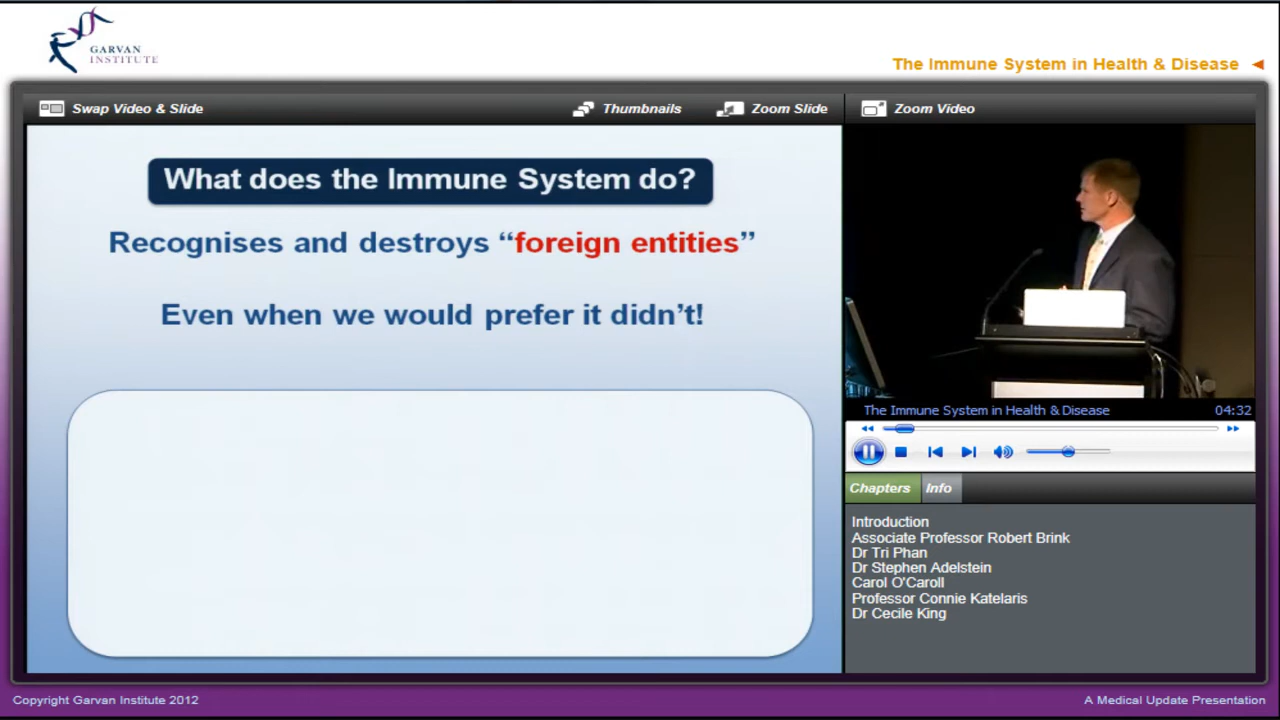 GARVAN
INSTITUTE
The Immune System in Health & Disease
Swap Video & Slide
Thumbnails
Zoom Slide
Zoom Video
What does the Immune System do?
Recognises and destroys “foreign entities”
Even when we would prefer it didn’t!
The Immune System in Health & Disease 04:32
Chapters
Info
Introduction
Associate Professor Robert Brink
Dr Tri Phan
Dr Stephen Adelstein
Carol O'Caroll
Professor Connie Katelaris
Dr Cecile King
Copyright Garvan Institute 2012
A Medical Update Presentation